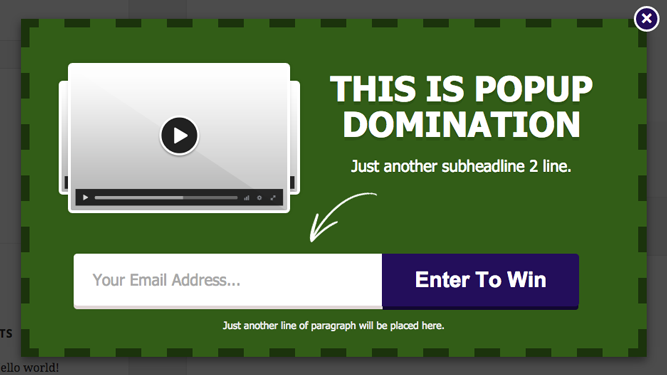 THIS IS POPUP
DOMINATION
Just another subheadline 2 line.
Your Email Address...
Enter To Win
Just another line of paragraph will be placed here.
TS
ello world!